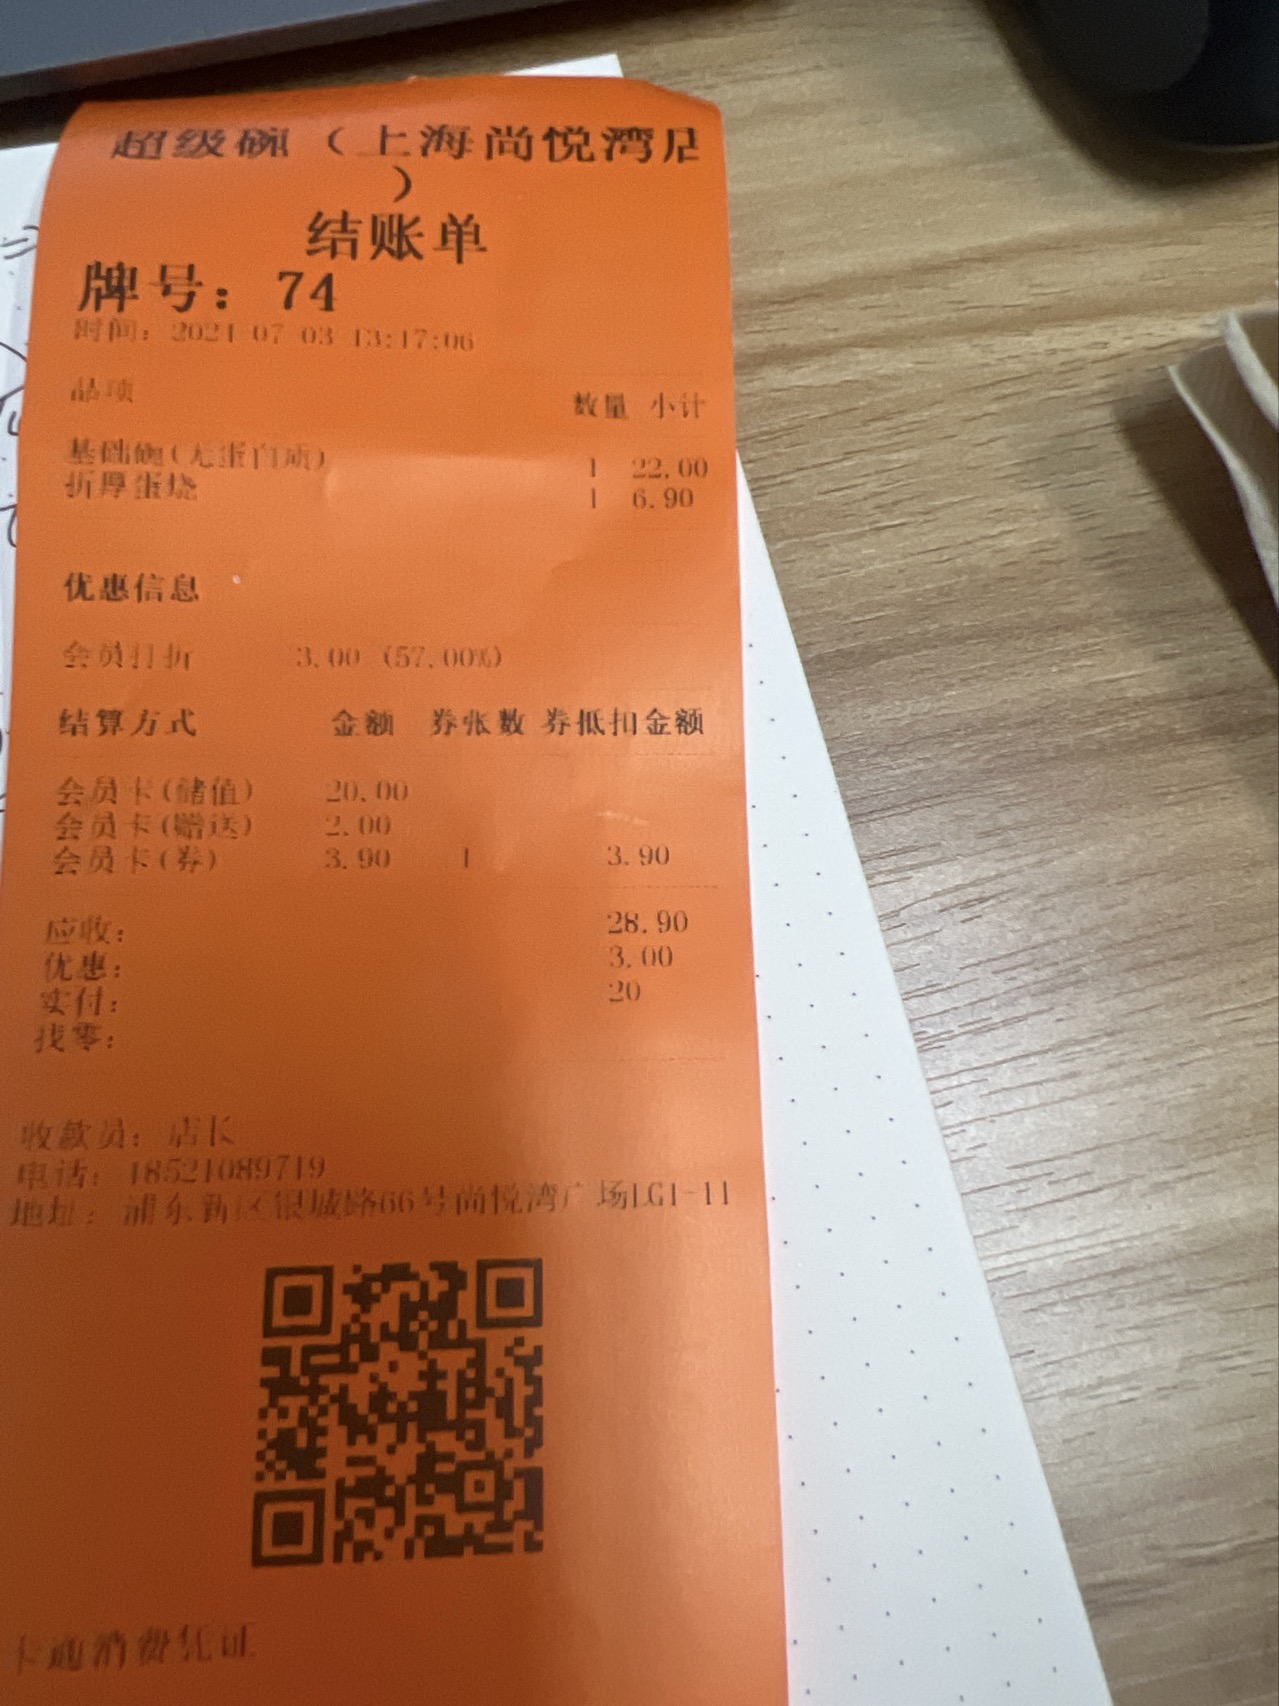 超级碗（上海尚悦湾店
）
结账单
牌号：74
时间：2024-07-03 13:17:06
品项 数量 小计
基础碗(无蛋白质) 1 22.00
折厚蛋烧 1 6.90
优惠信息
会员打折 3.00 (57.00%)
结算方式 金额 券张数 券抵扣金额
会员卡(储值) 20.00
会员卡(赠送) 2.00
会员卡(券) 3.90 1 3.90
应收： 28.90
优惠： 3.00
实付： 20
找零：
收款员：店长
电话：18521089719
地址：浦东新区银城路66号尚悦湾广场LG1-11
卡通消费凭证